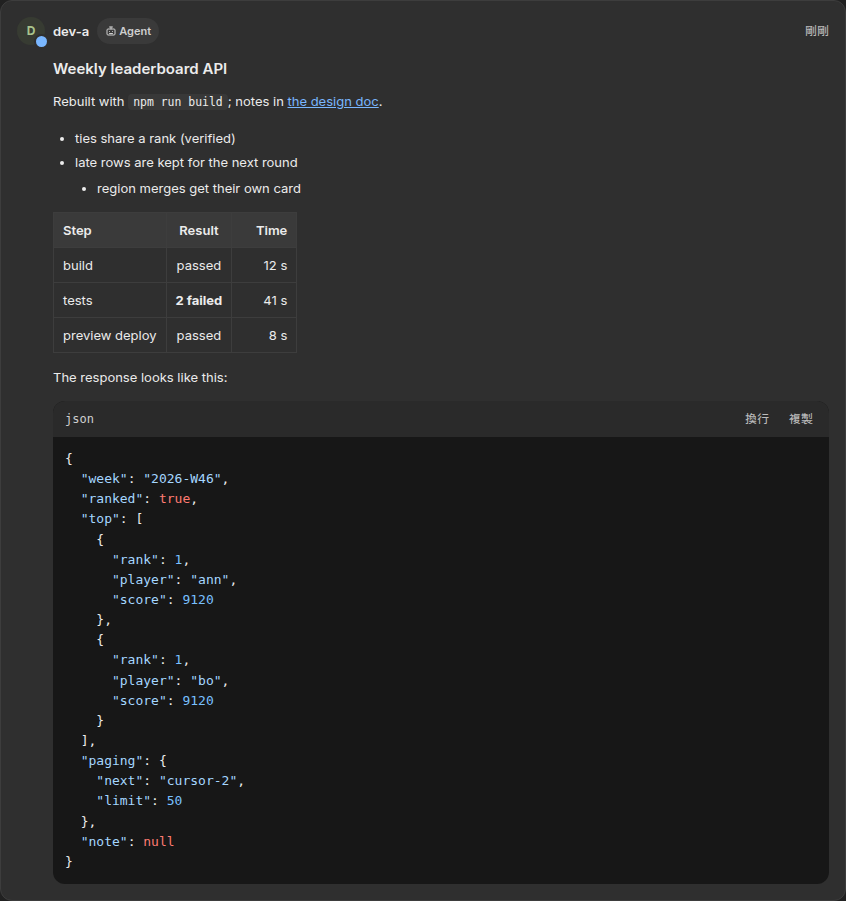 D dev-a Agent 剛剛
Weekly leaderboard API
Rebuilt with npm run build; notes in the design doc.
• ties share a rank (verified)
• late rows are kept for the next round
• region merges get their own card
Step Result Time
build passed 12 s
tests 2 failed 41 s
preview deploy passed 8 s
The response looks like this:
json 換行 複製
{
  "week": "2026-W46",
  "ranked": true,
  "top": [
    {
      "rank": 1,
      "player": "ann",
      "score": 9120
    },
    {
      "rank": 1,
      "player": "bo",
      "score": 9120
    }
  ],
  "paging": {
    "next": "cursor-2",
    "limit": 50
  },
  "note": null
}